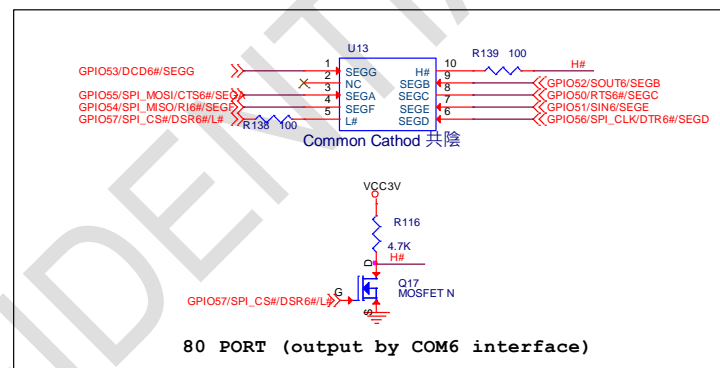 U13
R139 100
H#
GPIO53/DCD6#/SEGG
1
SEGG
H#
10
2
NC
SEGB
9
GPIO52/SOUT6/SEGB
GPIO55/SPI_MOSI/CTS6#/SEGA
3
SEGA
SEGC
8
GPIO50/RTS6#/SEGC
GPIO54/SPI_MISO/RI6#/SEGF
4
SEGF
SEGE
7
GPIO51/SIN6/SEGE
GPIO57/SPI_CS#/DSR6#/L#
5
L#
SEGD
6
GPIO56/SPI_CLK/DTR6#/SEGD
R138 100
Common Cathod 共陰
VCC3V
R116
4.7K
H#
D
Q17
MOSFET N
G
GPIO57/SPI_CS#/DSR6#/L#
S
80 PORT (output by COM6 interface)
IDENTIA